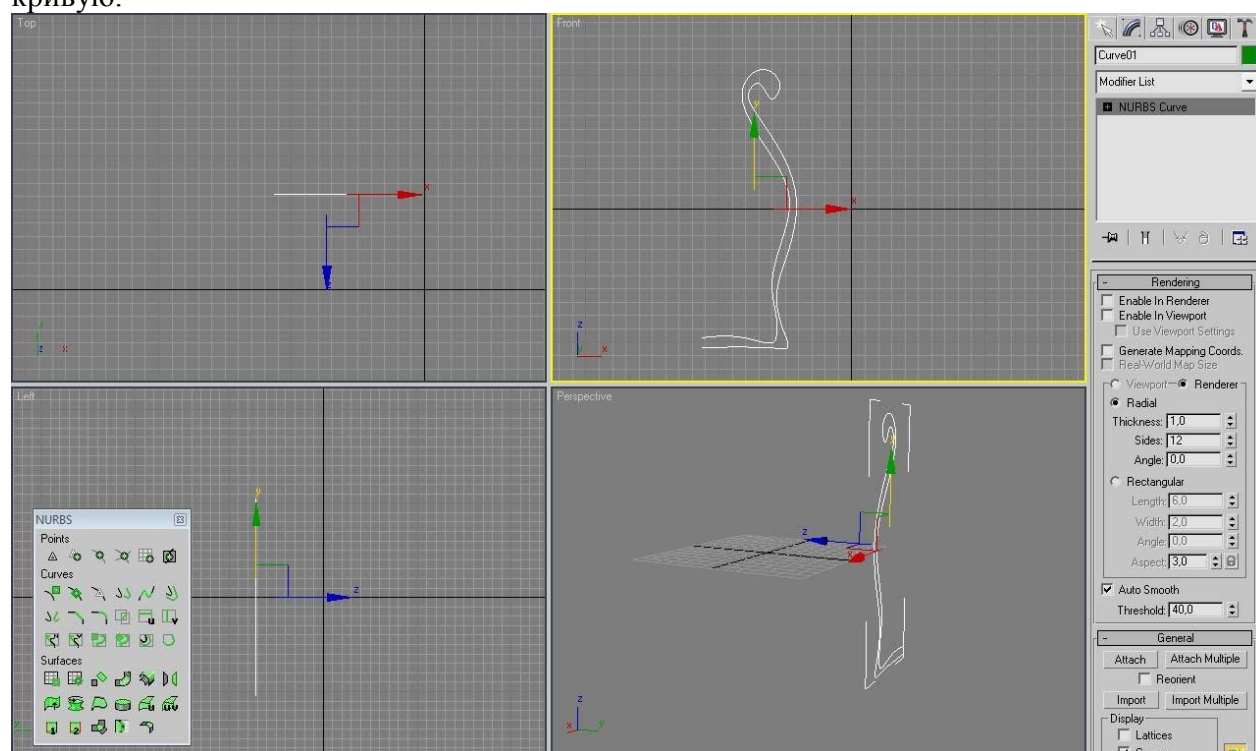 кривую.
Top
Front
Left
Perspective
x
z
y
z x
y
x
z
y x
y
z
y
z
x
z
x y
NURBS
Points
Curves
Surfaces
Curve01
Modifier List
NURBS Curve
- Rendering
Enable In Renderer
Enable In Viewport
Use Viewport Settings
Generate Mapping Coords.
Real-World Map Size
Viewport Renderer
Radial
Thickness: 1,0
Sides: 12
Angle: 0,0
Rectangular
Length: 6,0
Width: 2,0
Angle: 0,0
Aspect: 3,0
Auto Smooth
Threshold: 40,0
- General
Attach Attach Multiple
Reorient
Import Import Multiple
Display
Lattices